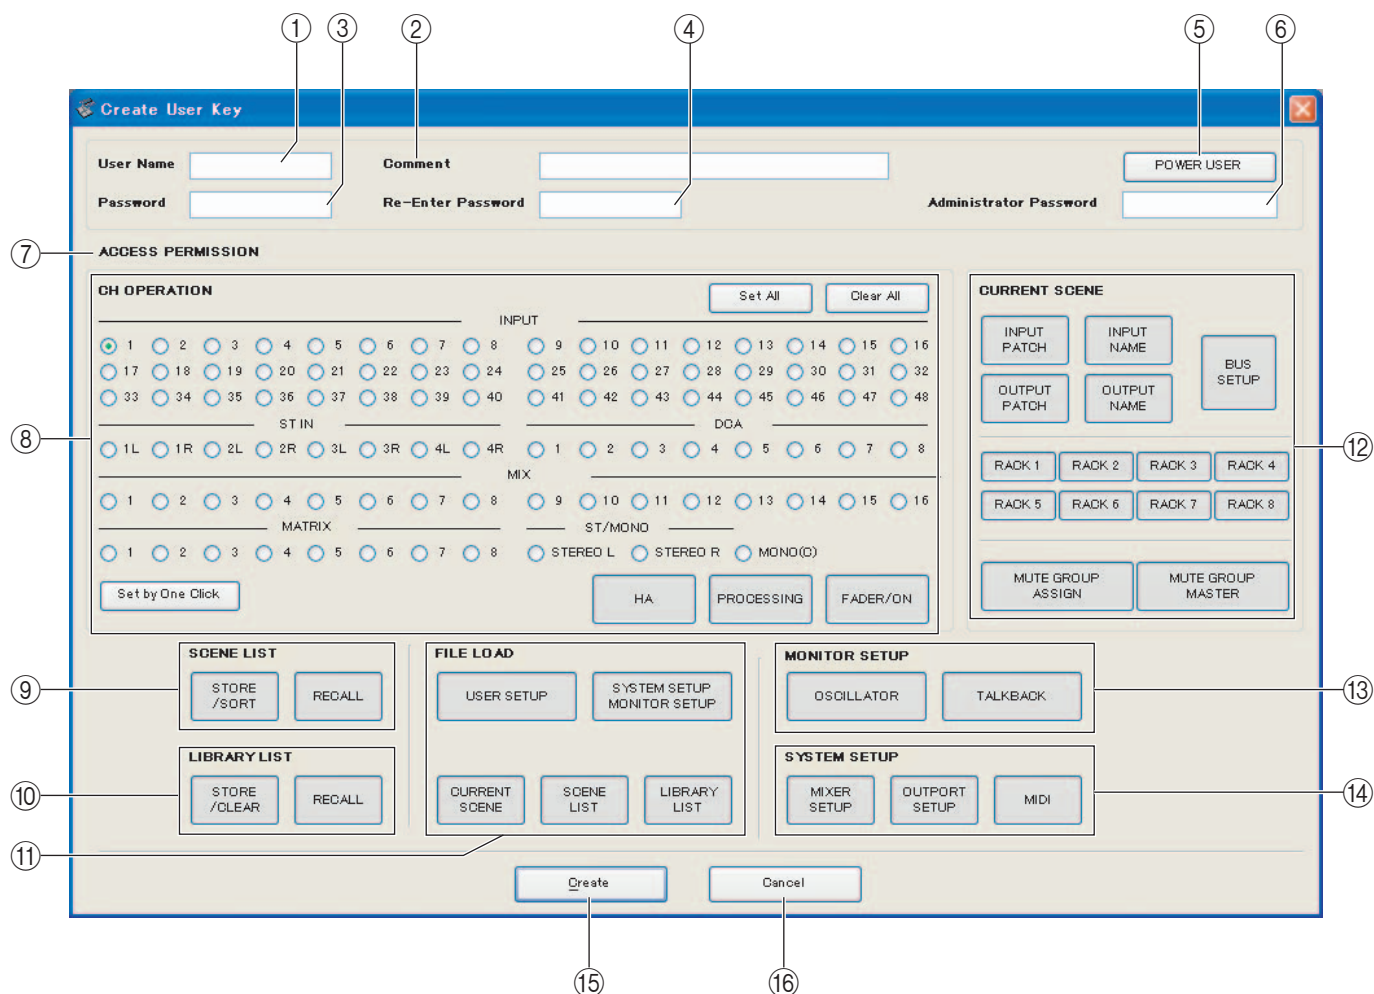 ① ③ ② ④ ⑤ ⑥
Create User Key
User Name
Comment
POWER USER
Password
Re-Enter Password
Administrator Password
⑦ ACCESS PERMISSION
CH OPERATION
Set All
Clear All
INPUT
1 2 3 4 5 6 7 8 9 10 11 12 13 14 15 16
17 18 19 20 21 22 23 24 25 26 27 28 29 30 31 32
33 34 35 36 37 38 39 40 41 42 43 44 45 46 47 48
⑧
ST IN
DCA
1L 1R 2L 2R 3L 3R 4L 4R 1 2 3 4 5 6 7 8
MIX
1 2 3 4 5 6 7 8 9 10 11 12 13 14 15 16
MATRIX
ST/MONO
1 2 3 4 5 6 7 8 STEREO L STEREO R MONO(C)
Set by One Click
HA
PROCESSING
FADER/ON
CURRENT SCENE
INPUT
PATCH
INPUT
NAME
BUS
SETUP
OUTPUT
PATCH
OUTPUT
NAME
⑫
RACK 1 RACK 2 RACK 3 RACK 4
RACK 5 RACK 6 RACK 7 RACK 8
MUTE GROUP
ASSIGN
MUTE GROUP
MASTER
SCENE LIST
⑨
STORE
/SORT
RECALL
LIBRARY LIST
⑩
STORE
/CLEAR
RECALL
FILE LOAD
USER SETUP
SYSTEM SETUP
MONITOR SETUP
CURRENT
SCENE
SCENE
LIST
LIBRARY
LIST
⑪
MONITOR SETUP
OSCILLATOR
TALKBACK
⑬
SYSTEM SETUP
MIXER
SETUP
OUTPORT
SETUP
MIDI
⑭
Create
Cancel
⑮ ⑯